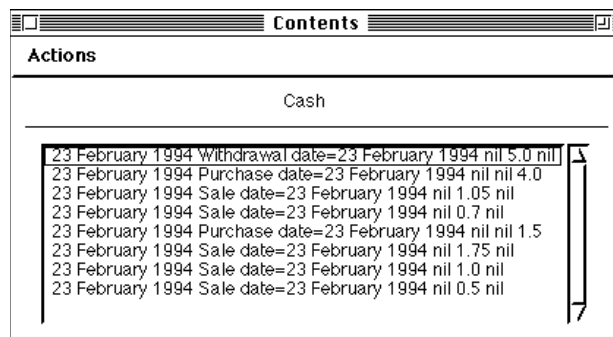 Contents
Actions
Cash
23 February 1994 Withdrawal date=23 February 1994 nil 5.0 nil
23 February 1994 Purchase date=23 February 1994 nil nil 4.0
23 February 1994 Sale date=23 February 1994 nil 1.05 nil
23 February 1994 Sale date=23 February 1994 nil 0.7 nil
23 February 1994 Purchase date=23 February 1994 nil nil 1.5
23 February 1994 Sale date=23 February 1994 nil 1.75 nil
23 February 1994 Sale date=23 February 1994 nil 1.0 nil
23 February 1994 Sale date=23 February 1994 nil 0.5 nil